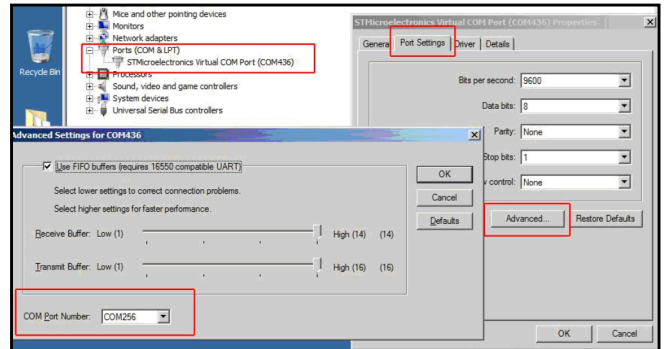 Mice and other pointing devices
Monitors
Network adapters
Ports (COM & LPT)
STMicroelectronics Virtual COM Port (COM436)
Processors
Sound, video and game controllers
System devices
Universal Serial Bus controllers
Recycle Bin
STMicroelectronics Virtual COM Port (COM436) Properties
General Port Settings Driver Details
Bits per second: 9600
Data bits: 8
Parity: None
Stop bits: 1
control: None
Advanced... Restore Defaults
OK Cancel
Advanced Settings for COM436
Use FIFO buffers (requires 16550 compatible UART)
Select lower settings to correct connection problems.
Select higher settings for faster performance.
Receive Buffer: Low (1) High (14) (14)
Transmit Buffer: Low (1) High (16) (16)
COM Port Number: COM256
OK
Cancel
Defaults